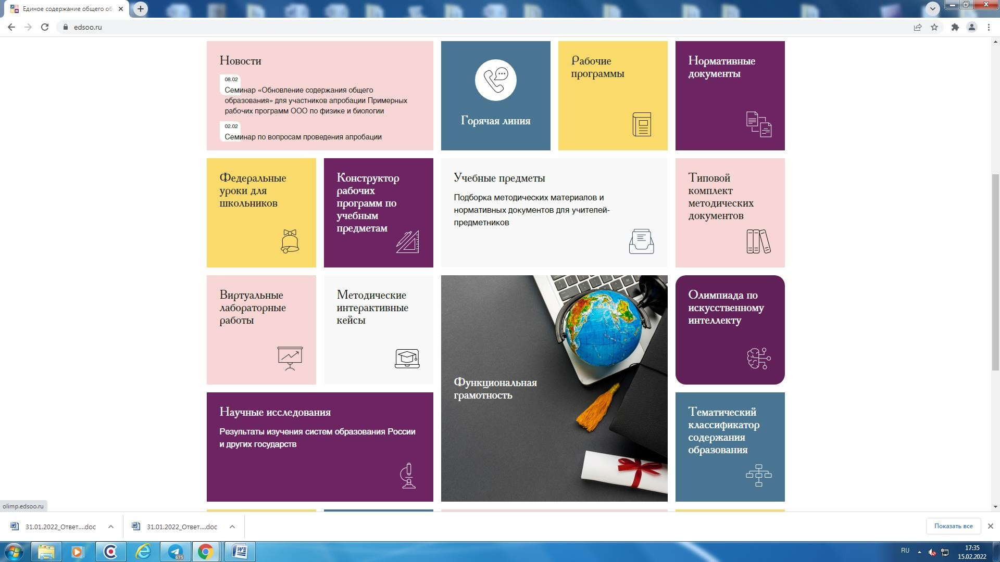 Единое содержание общего об
edsoo.ru
Новости
08.02
Семинар «Обновление содержания общего
образования» для участников апробации Примерных
рабочих программ ООО по физике и биологии
02.02
Семинар по вопросам проведения апробации
Горячая линия
Рабочие
программы
Нормативные
документы
Федеральные
уроки для
школьников
Конструктор
рабочих
программ по
учебным
предметам
Учебные предметы
Подборка методических материалов и
нормативных документов для учителей-
предметников
Типовой
комплект
методических
документов
Виртуальные
лабораторные
работы
Методические
интерактивные
кейсы
Функциональная
грамотность
Олимпиада по
искусственному
интеллекту
Научные исследования
Результаты изучения систем образования России
и других государств
Тематический
классификатор
содержания
образования
olimp.edsoo.ru
31.01.2022_Ответ....doc
31.01.2022_Ответ....doc
Показать все
675
RU
17:35
15.02.2022